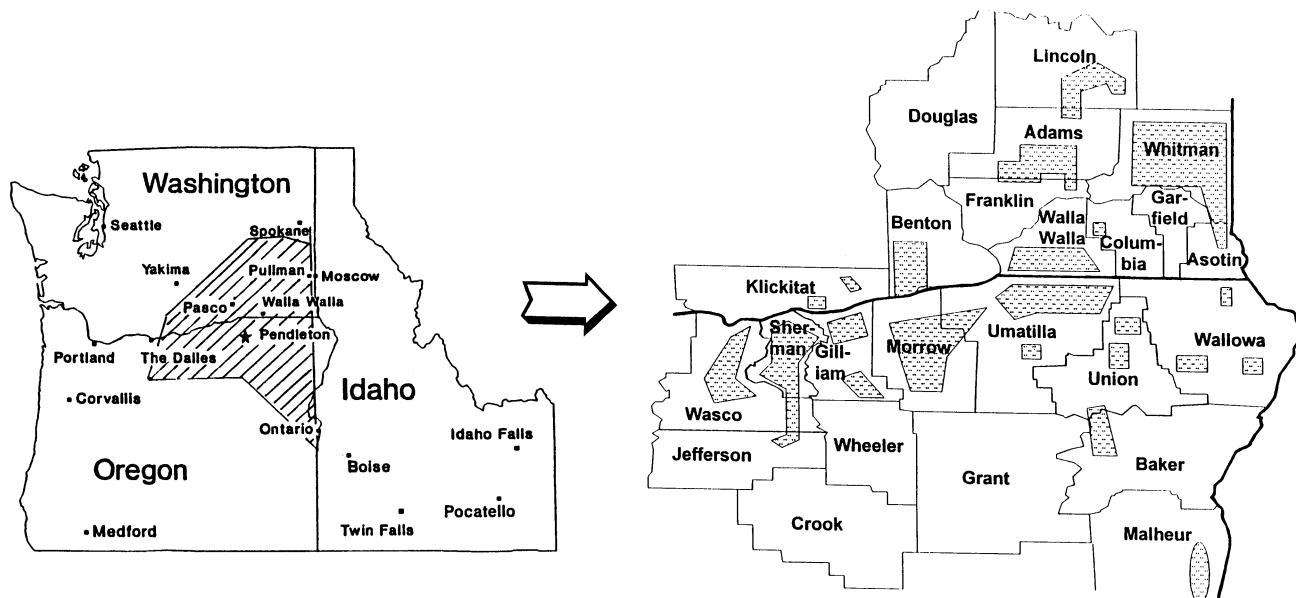 Washington
Seattle
Spokane
Pullman
Moscow
Yakima
Pasco
Walla Walla
Pendleton
Portland
The Dalles
Idaho
Corvallis
Ontario
Idaho Falls
Oregon
Boise
Pocatello
Medford
Twin Falls
Lincoln
Douglas
Adams
Whitman
Franklin
Gar-
field
Benton
Walla
Walla
Colum-
bia
Asotin
Klickitat
Sher-
man
Gill-
iam
Morrow
Umatilla
Wallowa
Union
Wasco
Wheeler
Jefferson
Grant
Baker
Crook
Malheur